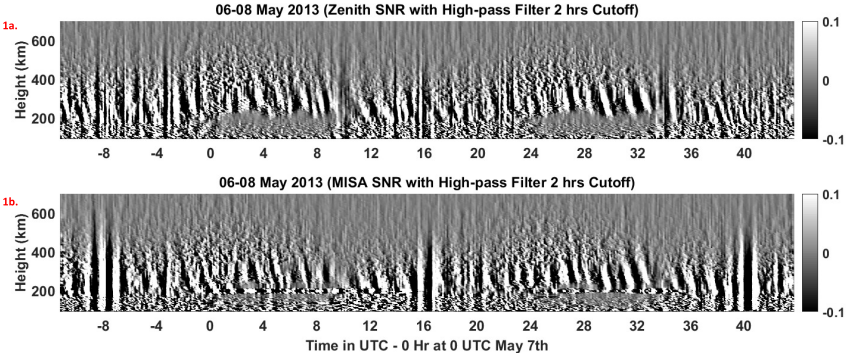 06-08 May 2013 (Zenith SNR with High-pass Filter 2 hrs Cutoff)
1a.
Height (km)
600
400
200
-8 -4 0 4 8 12 16 20 24 28 32 36 40
0.1
0
-0.1
06-08 May 2013 (MISA SNR with High-pass Filter 2 hrs Cutoff)
1b.
Height (km)
600
400
200
-8 -4 0 4 8 12 16 20 24 28 32 36 40
0.1
0
-0.1
Time in UTC - 0 Hr at 0 UTC May 7th